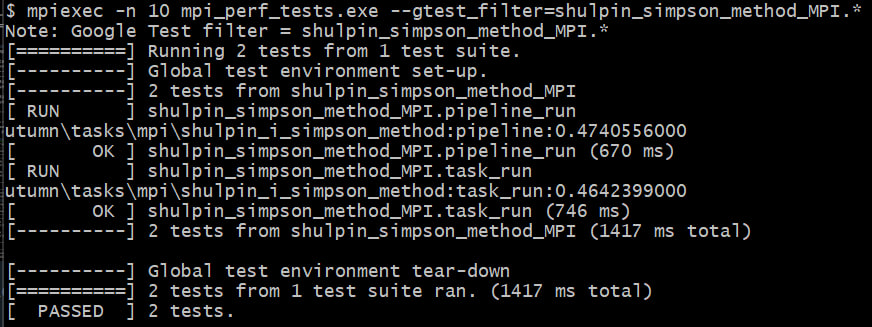 $ mpiexec -n 10 mpi_perf_tests.exe --gtest_filter=shulpin_simpson_method_MPI.*
Note: Google Test filter = shulpin_simpson_method_MPI.*
[==========] Running 2 tests from 1 test suite.
[----------] Global test environment set-up.
[----------] 2 tests from shulpin_simpson_method_MPI
[ RUN      ] shulpin_simpson_method_MPI.pipeline_run
utumn\tasks\mpi\shulpin_i_simpson_method:pipeline:0.4740556000
[       OK ] shulpin_simpson_method_MPI.pipeline_run (670 ms)
[ RUN      ] shulpin_simpson_method_MPI.task_run
utumn\tasks\mpi\shulpin_i_simpson_method:task_run:0.4642399000
[       OK ] shulpin_simpson_method_MPI.task_run (746 ms)
[----------] 2 tests from shulpin_simpson_method_MPI (1417 ms total)

[----------] Global test environment tear-down
[==========] 2 tests from 1 test suite ran. (1417 ms total)
[  PASSED  ] 2 tests.